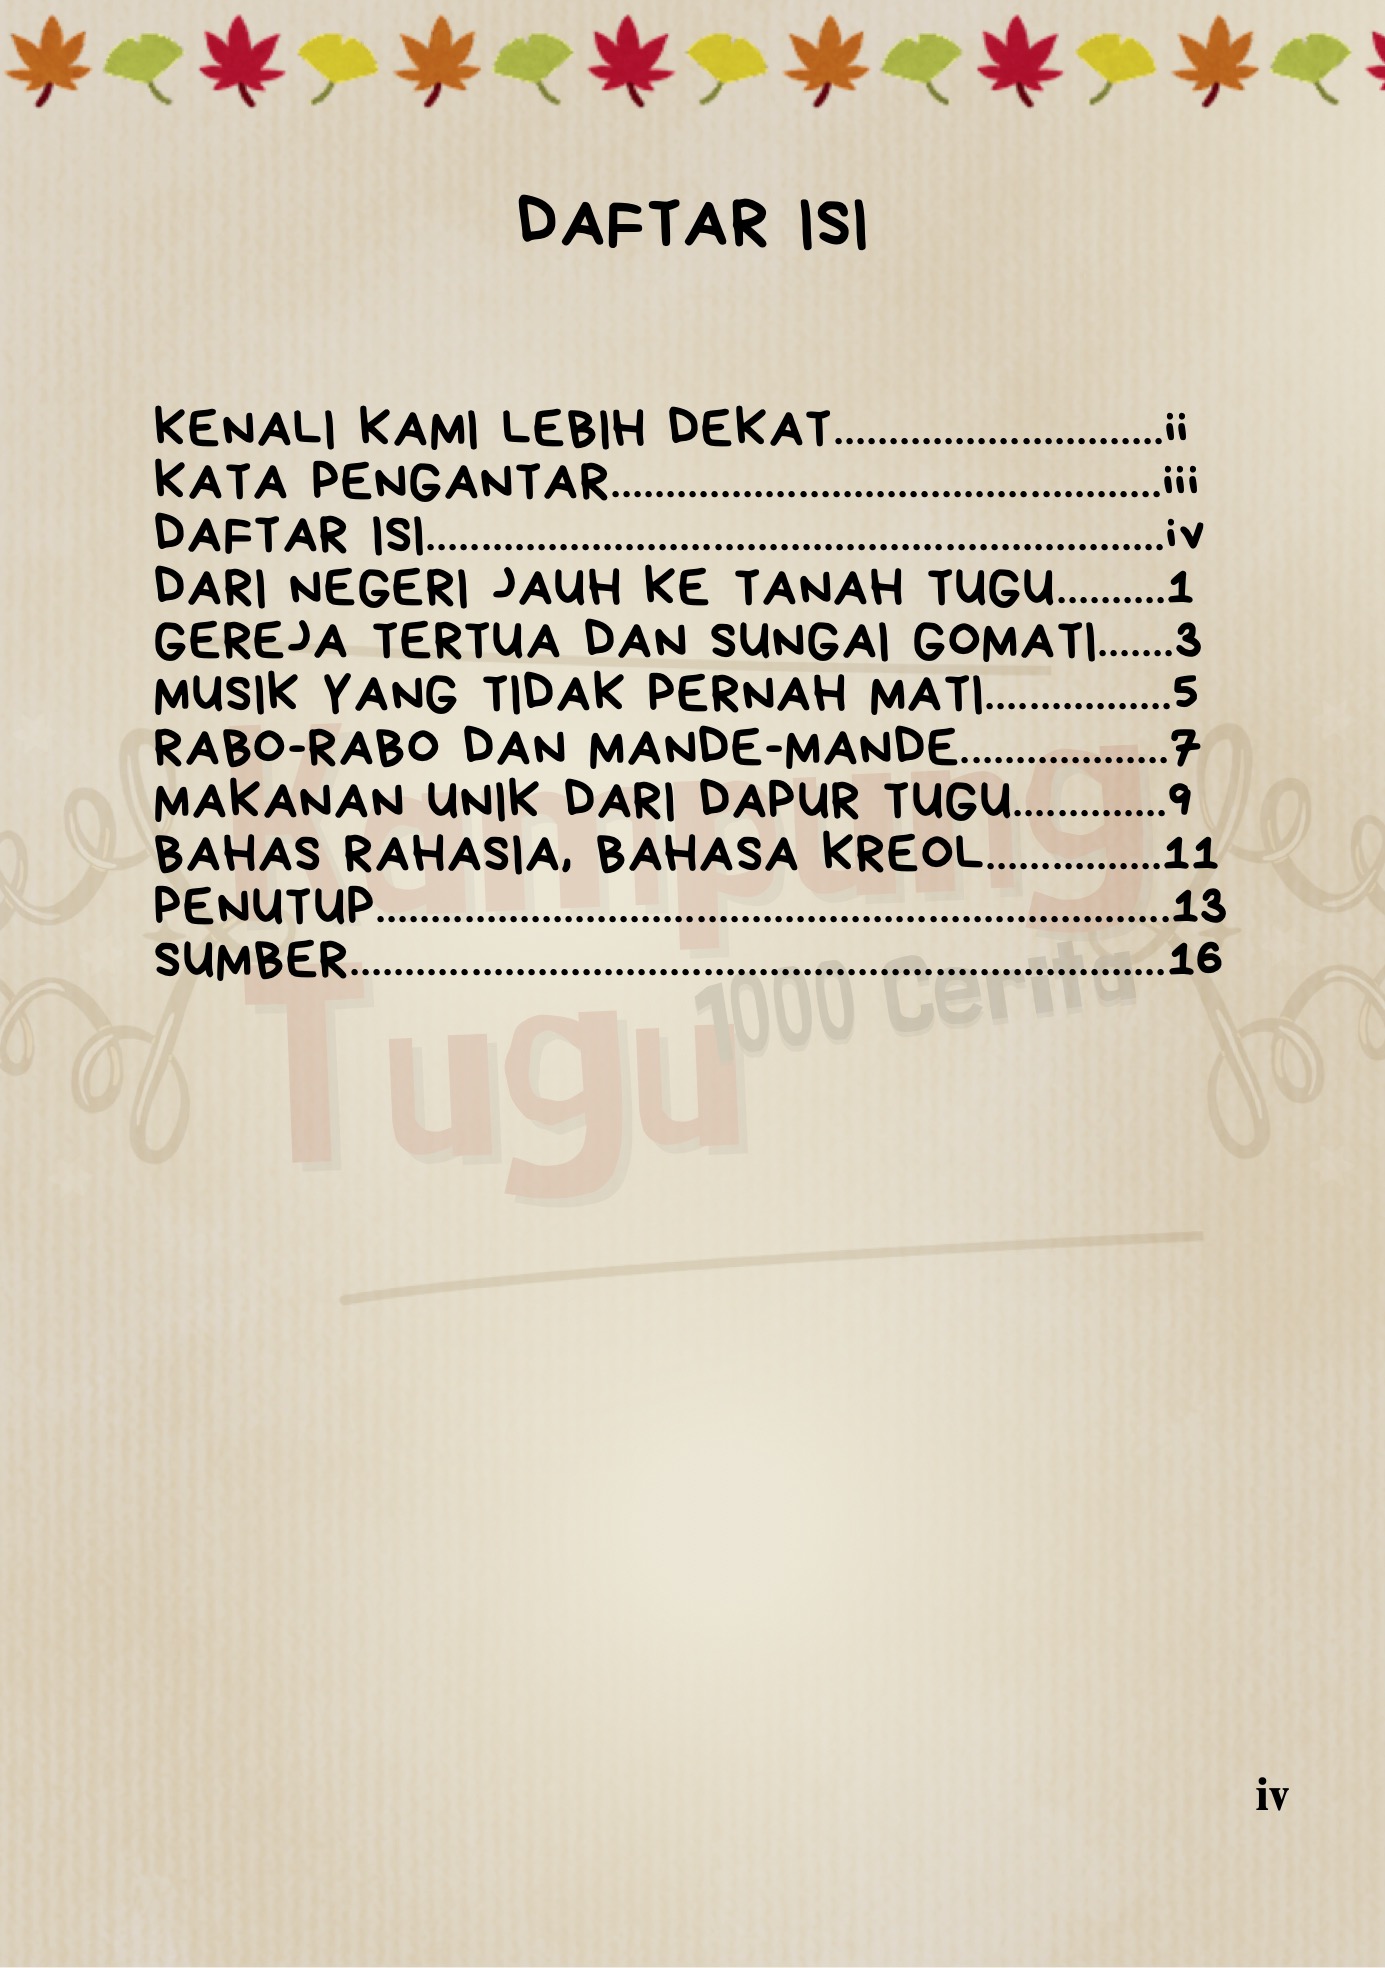 DAFTAR ISI
KENALI KAMI LEBIH DEKAT..............................ii
KATA PENGANTAR..................................................iii
DAFTAR ISI...................................................................iv
DARI NEGERI JAUH KE TANAH TUGU..........1
GEREJA TERTUA DAN SUNGAI GOMATI.......3
MUSIK YANG TIDAK PERNAH MATI.................5
RABO-RABO DAN MANDE-MANDE...................7
MAKANAN UNIK DARI DAPUR TUGU..............9
BAHAS RAHASIA, BAHASA KREOL................11
PENUTUP........................................................................13
SUMBER..........................................................................16
Kampung
Tugu
1000 Cerita
iv